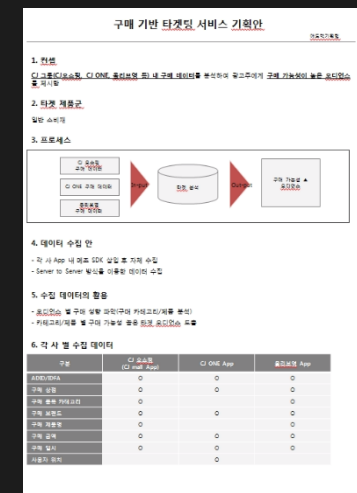 구매 기반 타겟팅 서비스 기획안
1. 컨셉
CJ 그룹(CJ오쇼핑, CJ ONE, 올리브영 등) 내 구매 데이터를 분석하여 광고주에게 구매 가능성이 높은 오디언스
를 제시함
2. 타겟 제품군
일반 소비재
3. 프로세스
CJ 오쇼핑
구매 데이터
CJ ONE 구매 데이터
올리브영
구매 데이터
Input
타겟 분석
Output
구매 가능성 ▲
오디언스
4. 데이터 수집 안
- 각 사 App 내 메조 SDK 삽입 후 자체 수집
- Server to Server 방식을 이용한 데이터 수집
5. 수집 데이터의 활용
- 오디언스 별 구매 성향 파악(구매 카테고리/제품 분석)
- 카테고리/제품 별 구매 가능성 높은 타겟 오디언스 도출
6. 각 사 별 수집 데이터
구분 CJ 오쇼핑 (CJ mall App) CJ ONE App 올리브영 App
ADID/IDFA O O O
구매 상점 O O O
구매 품목 카테고리 O O
구매 브랜드 O O O
구매 제품명 O O
구매 금액 O O O
구매 일시 O O O
사용자 위치 O